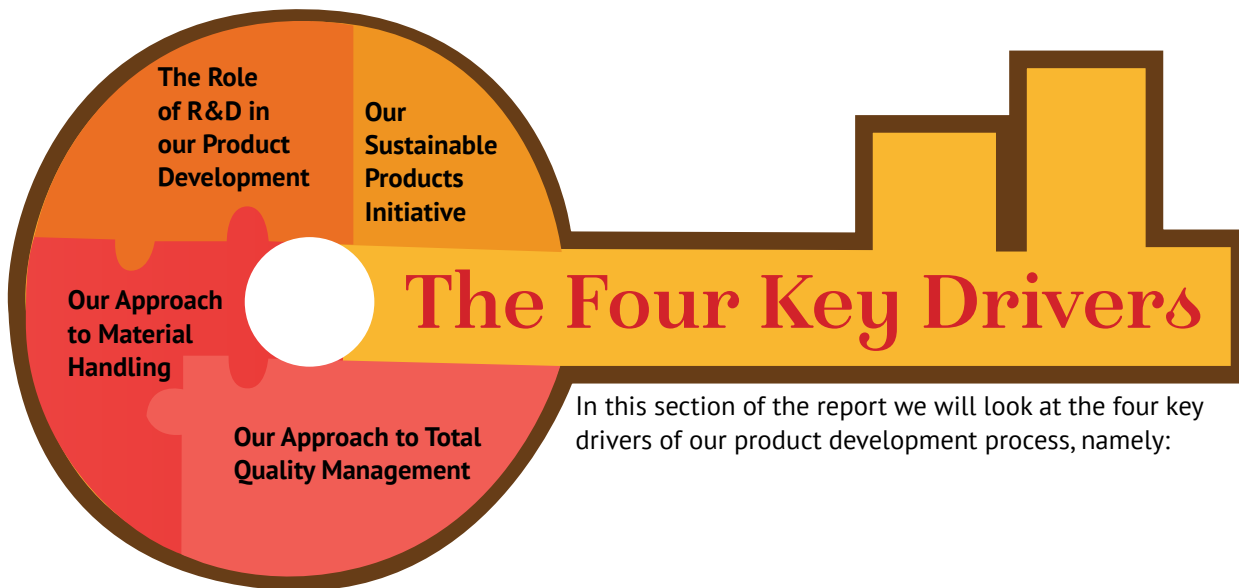 The Role
of R&D in
our Product
Development
Our
Sustainable
Products
Initiative
Our Approach
to Material
Handling
Our Approach to Total
Quality Management
The Four Key Drivers
In this section of the report we will look at the four key
drivers of our product development process, namely: